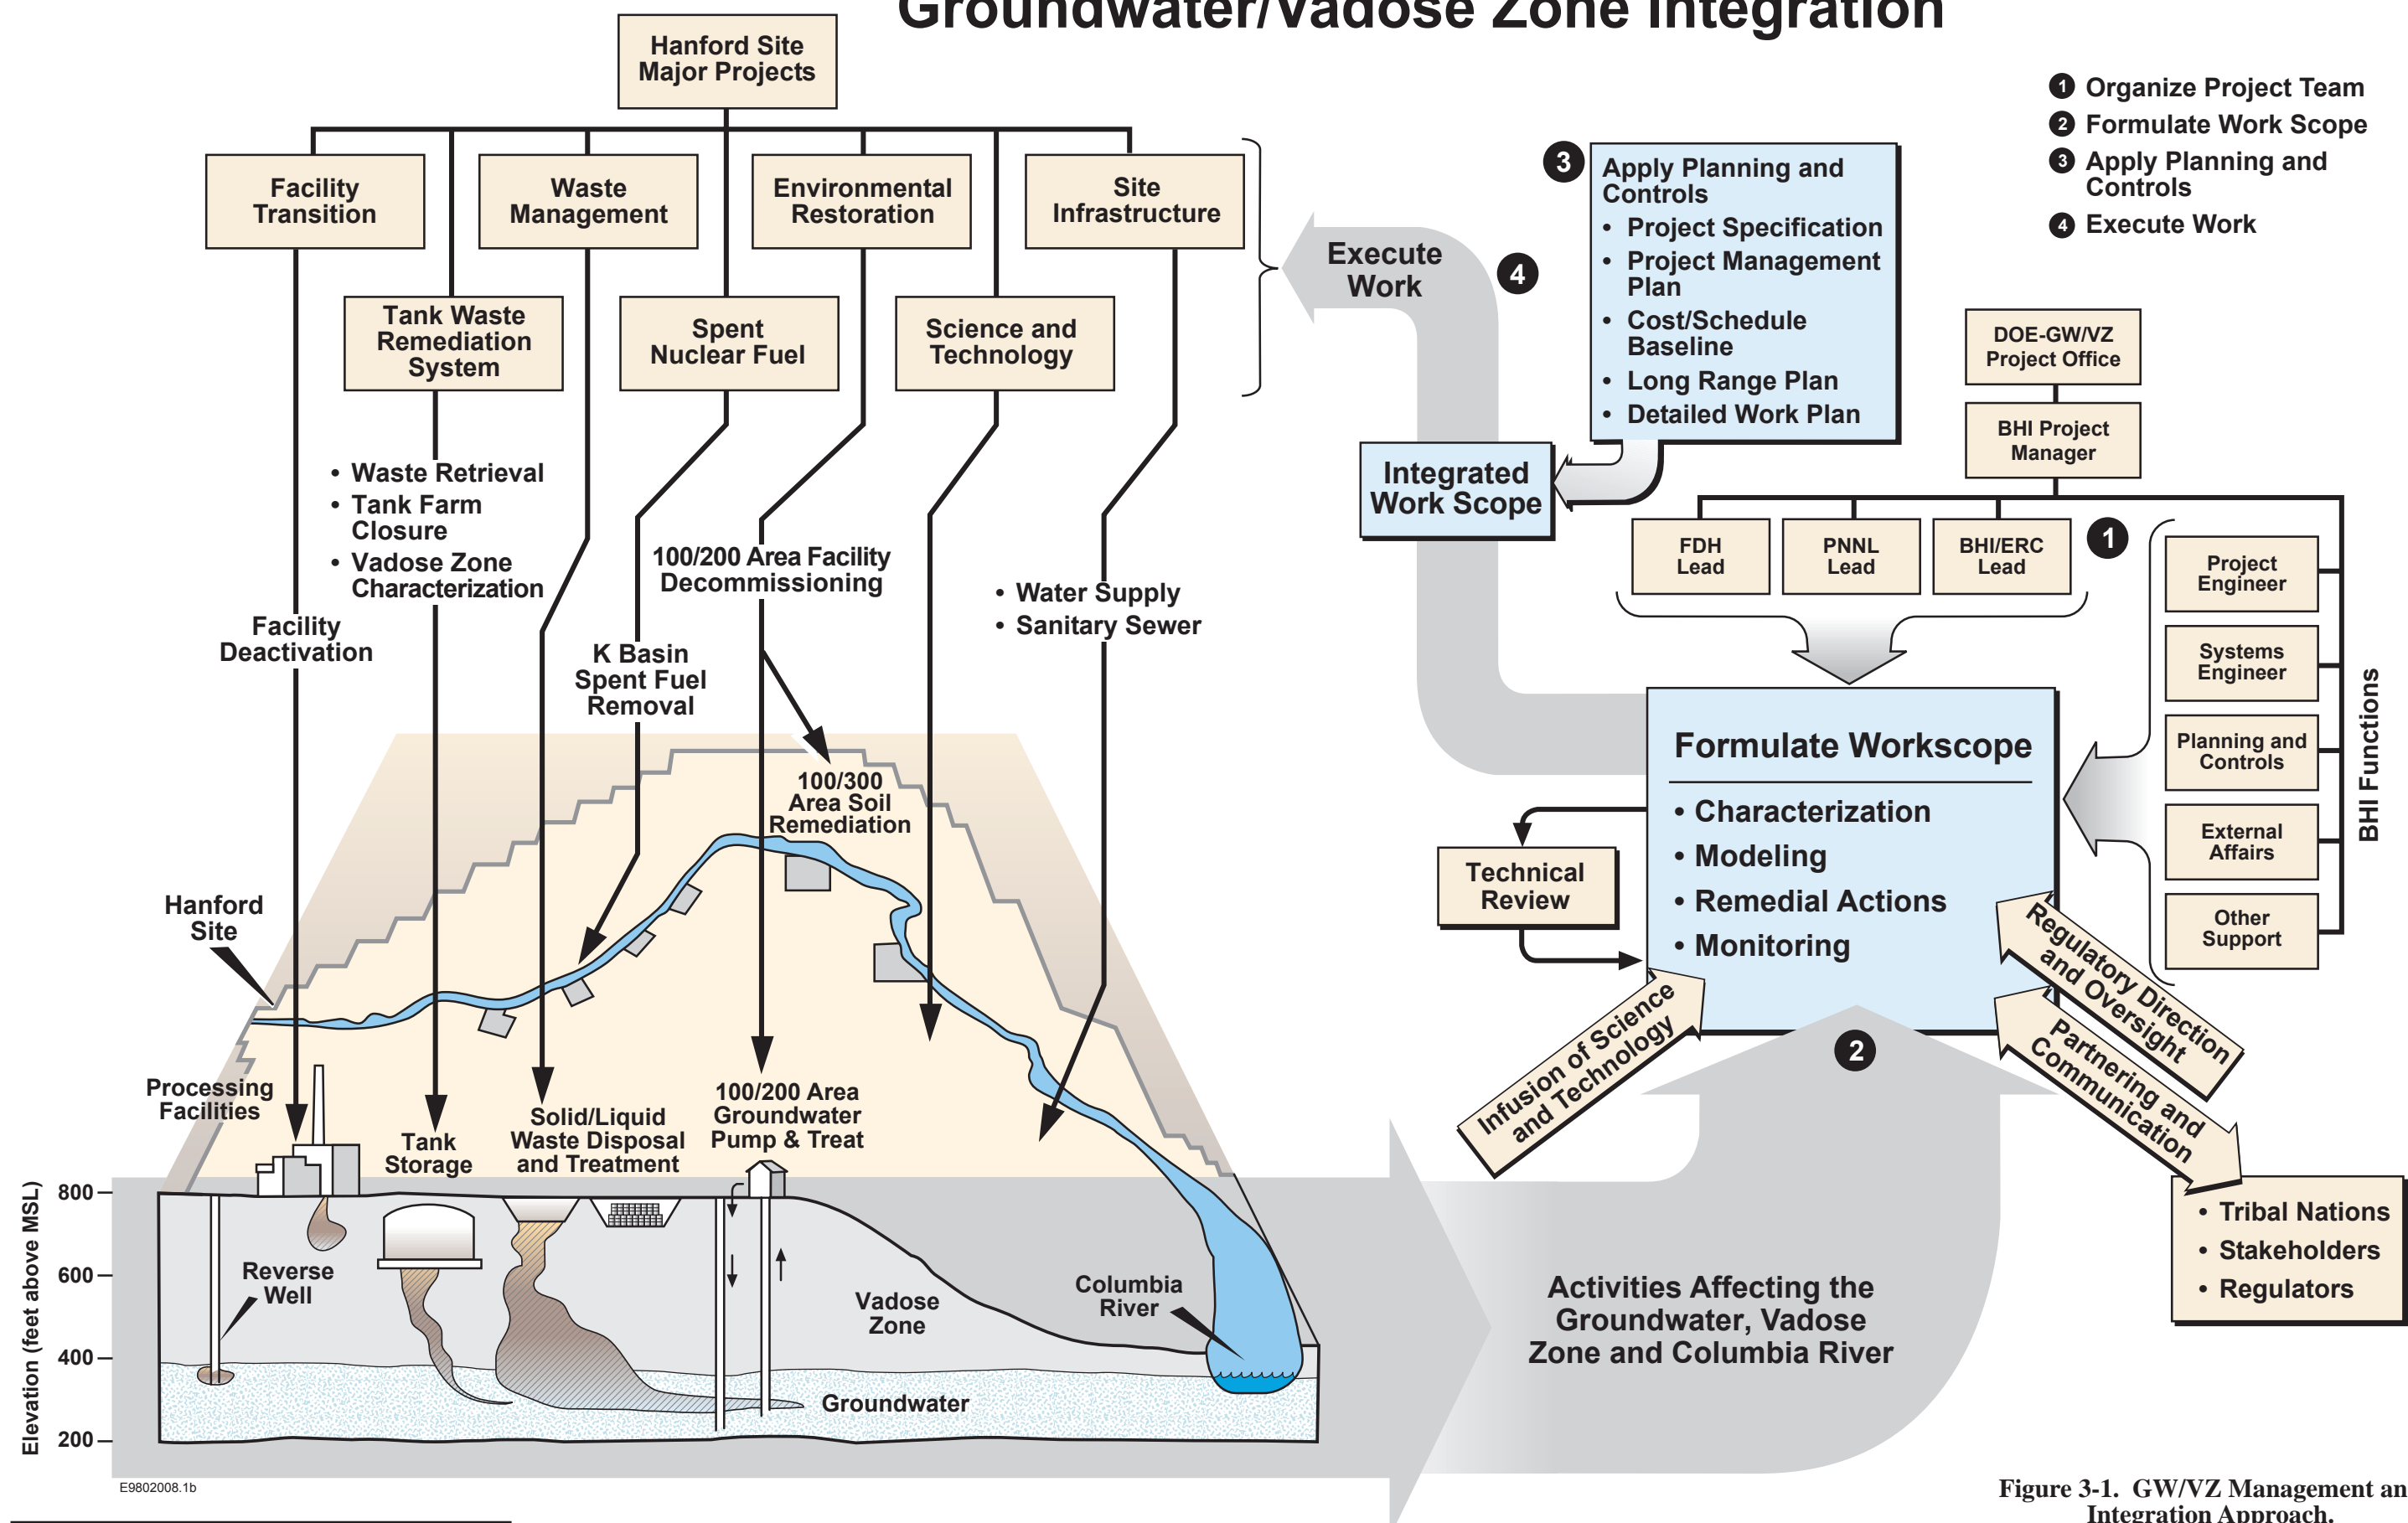 Groundwater/Vadose Zone Integration
Hanford Site
Major Projects
Facility
Transition
Waste
Management
Environmental
Restoration
Site
Infrastructure
Tank Waste
Remediation
System
Spent
Nuclear Fuel
Science and
Technology
• Waste Retrieval
• Tank Farm
Closure
• Vadose Zone
Characterization
Facility
Deactivation
K Basin
Spent Fuel
Removal
100/200 Area Facility
Decommissioning
• Water Supply
• Sanitary Sewer
100/300
Area Soil
Remediation
Hanford
Site
Processing
Facilities
Tank
Storage
Solid/Liquid
Waste Disposal
and Treatment
100/200 Area
Groundwater
Pump & Treat
Elevation (feet above MSL)
800
600
400
200
Reverse
Well
Vadose
Zone
Columbia
River
Groundwater
E9802008.1b
Execute
Work
4
3
Apply Planning and
Controls
• Project Specification
• Project Management
Plan
• Cost/Schedule
Baseline
• Long Range Plan
• Detailed Work Plan
Integrated
Work Scope
1 Organize Project Team
2 Formulate Work Scope
3 Apply Planning and
Controls
4 Execute Work
DOE-GW/VZ
Project Office
BHI Project
Manager
FDH
Lead
PNNL
Lead
BHI/ERC
Lead
1
Project
Engineer
Systems
Engineer
Planning and
Controls
External
Affairs
Other
Support
BHI Functions
Formulate Workscope
• Characterization
• Modeling
• Remedial Actions
• Monitoring
Technical
Review
Infusion of Science
and Technology
2
Regulatory Direction
and Oversight
Partnering and
Communication
• Tribal Nations
• Stakeholders
• Regulators
Activities Affecting the
Groundwater, Vadose
Zone and Columbia River
Figure 3-1. GW/VZ Management an
Integration Approach.